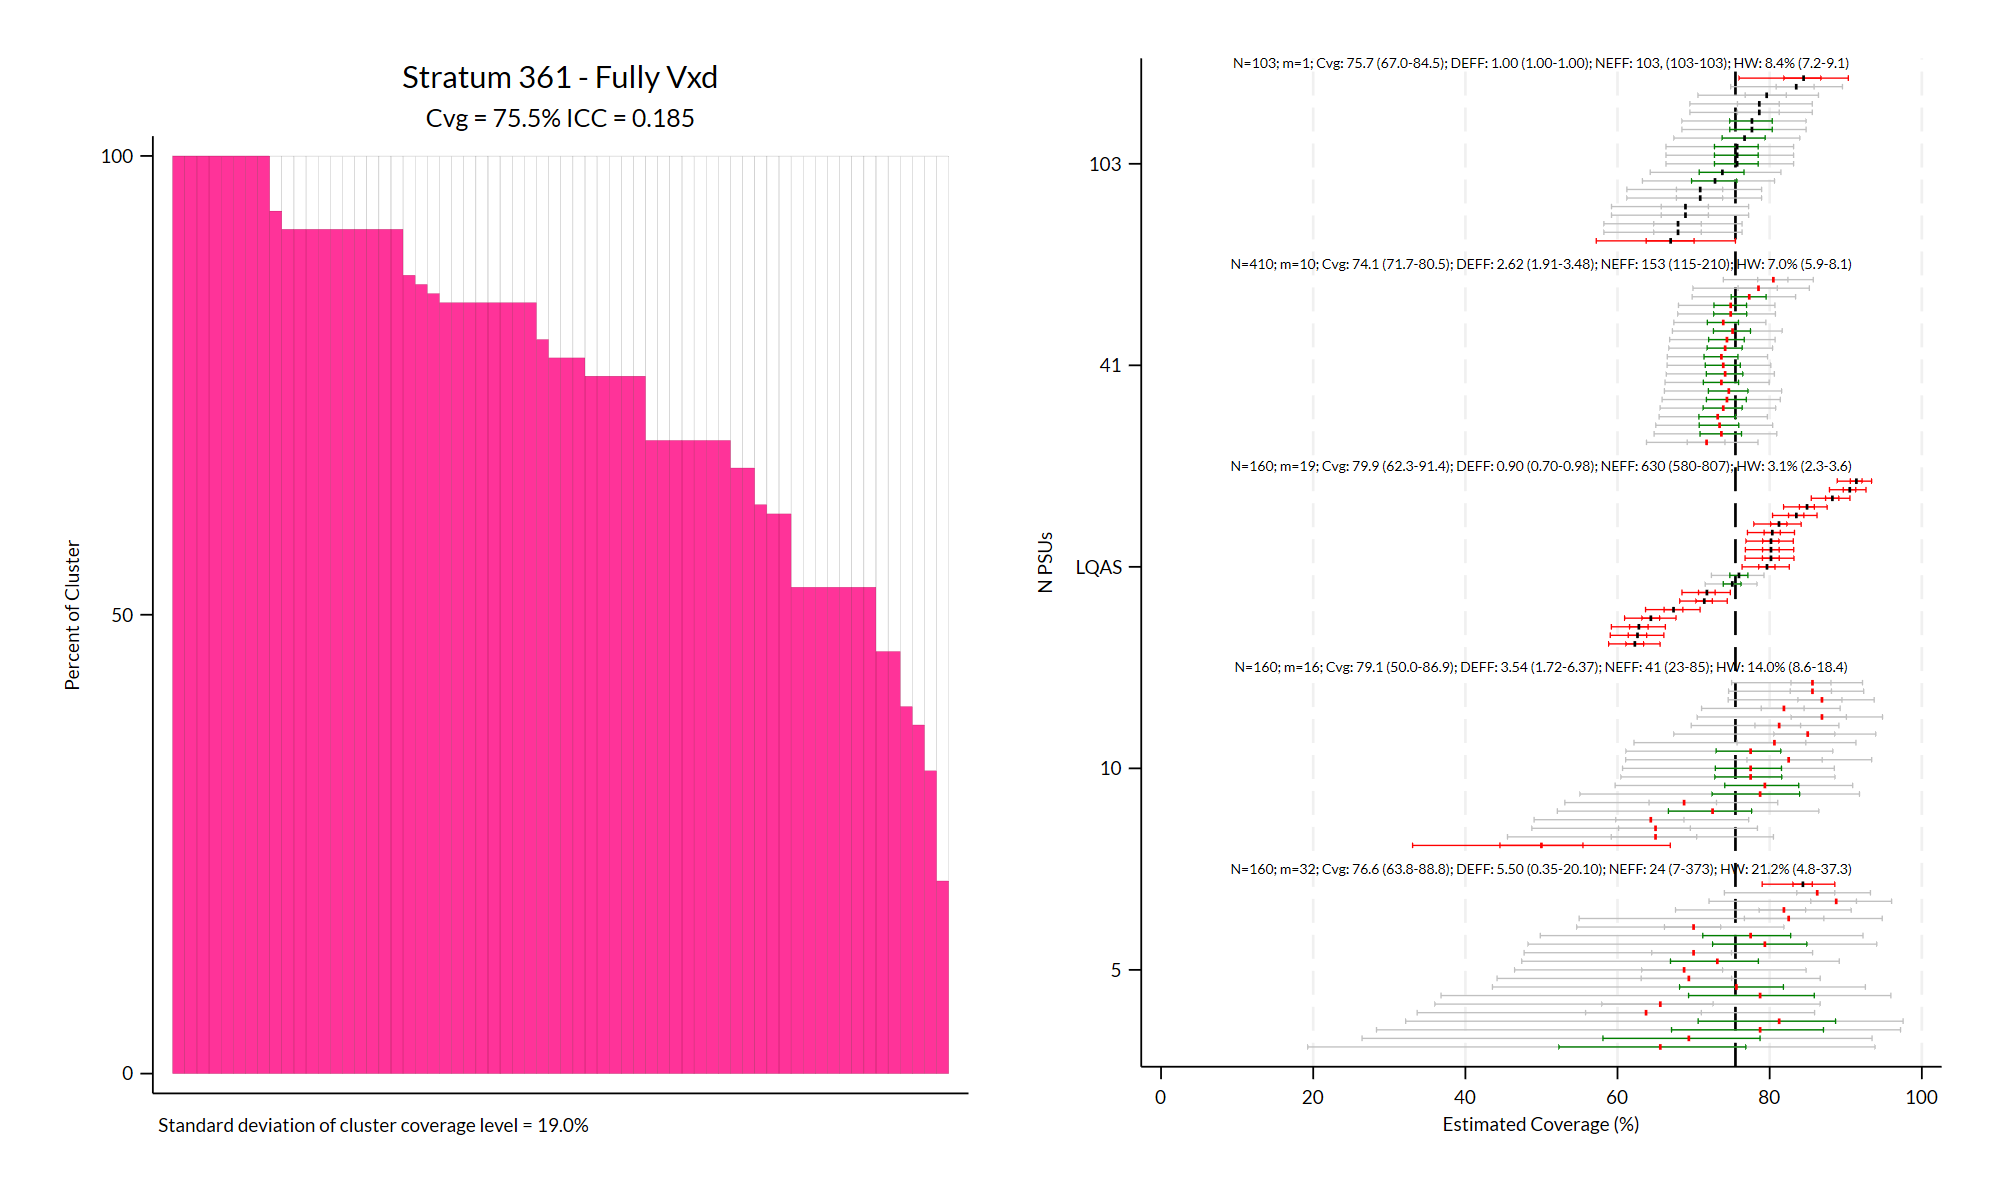 Stratum 361 - Fully Vxd
Cvg = 75.5% ICC = 0.185
100
50
0
Percent of Cluster
Standard deviation of cluster coverage level = 19.0%
N=103; m=1; Cvg: 75.7 (67.0-84.5); DEFF: 1.00 (1.00-1.00); NEFF: 103, (103-103); HW: 8.4% (7.2-9.1)
103
N=410; m=10; Cvg: 74.1 (71.7-80.5); DEFF: 2.62 (1.91-3.48); NEFF: 153 (115-210); HW: 7.0% (5.9-8.1)
41
N=160; m=19; Cvg: 79.9 (62.3-91.4); DEFF: 0.90 (0.70-0.98); NEFF: 630 (580-807); HW: 3.1% (2.3-3.6)
LQAS
N=160; m=16; Cvg: 79.1 (50.0-86.9); DEFF: 3.54 (1.72-6.37); NEFF: 41 (23-85); HW: 14.0% (8.6-18.4)
10
N=160; m=32; Cvg: 76.6 (63.8-88.8); DEFF: 5.50 (0.35-20.10); NEFF: 24 (7-373); HW: 21.2% (4.8-37.3)
5
N PSUs
0 20 40 60 80 100
Estimated Coverage (%)